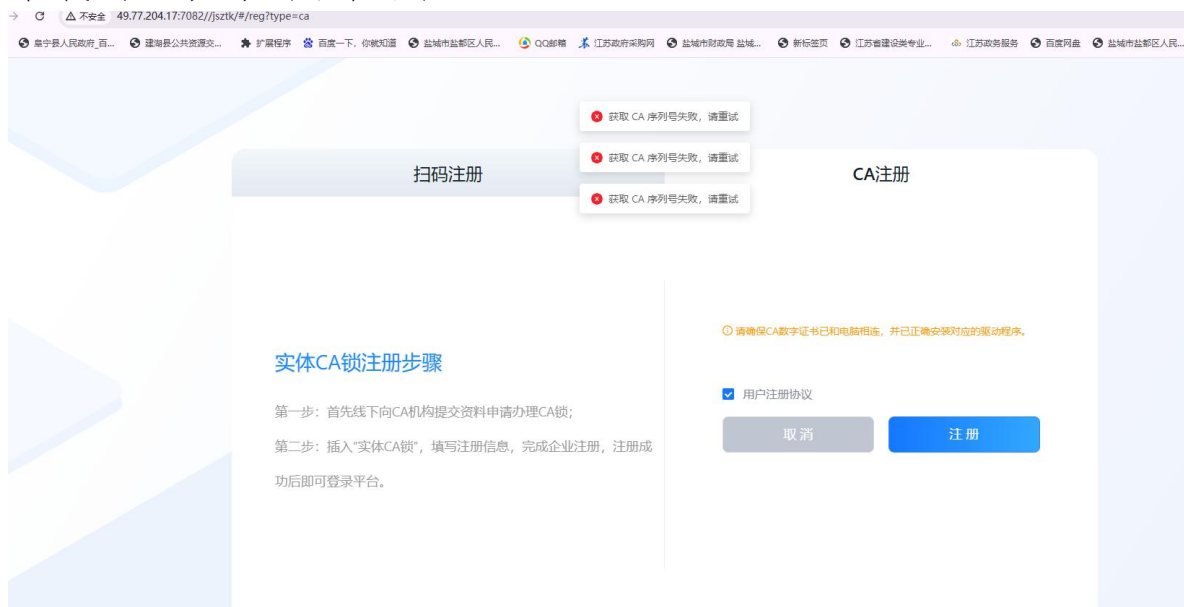 不安全 49.77.204.17:7082//jsztk/#/reg?type=ca
阜宁县人民政府_百... 建湖县公共资源交... 扩展程序 百度一下，你就知道 盐城市盐都区人民... QQ邮箱 江苏政府采购网 盐城市财政局 盐城... 新标签页 江苏省建设类专业... 江苏政务服务 百度网盘 盐城市盐都区人民...
获取 CA 序列号失败，请重试
获取 CA 序列号失败，请重试
扫码注册
CA注册
获取 CA 序列号失败，请重试
请确保CA数字证书已和电脑相连，并已正确安装对应的驱动程序。
实体CA锁注册步骤
用户注册协议
第一步：首先线下向CA机构提交资料申请办理CA锁;
取消 注册
第二步：插入“实体CA锁”，填写注册信息，完成企业注册，注册成
功后即可登录平台。